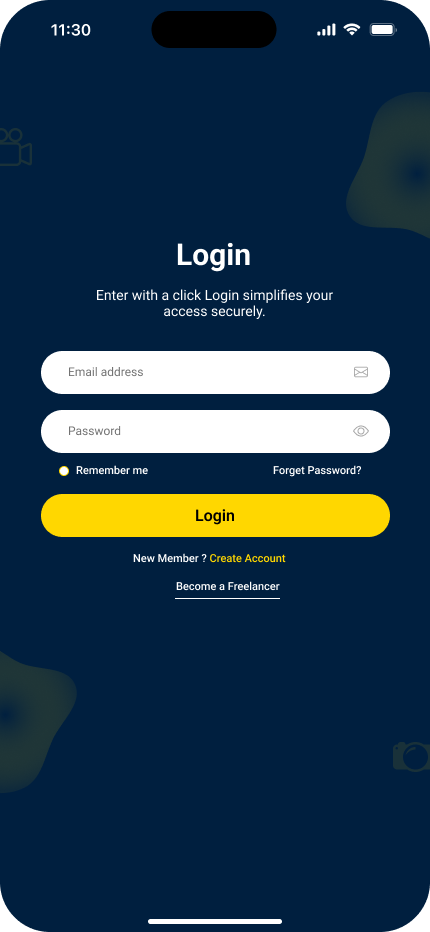 11:30
Login
Enter with a click Login simplifies your
access securely.
Email address
Password
Remember me
Forget Password?
Login
New Member ? Create Account
Become a Freelancer